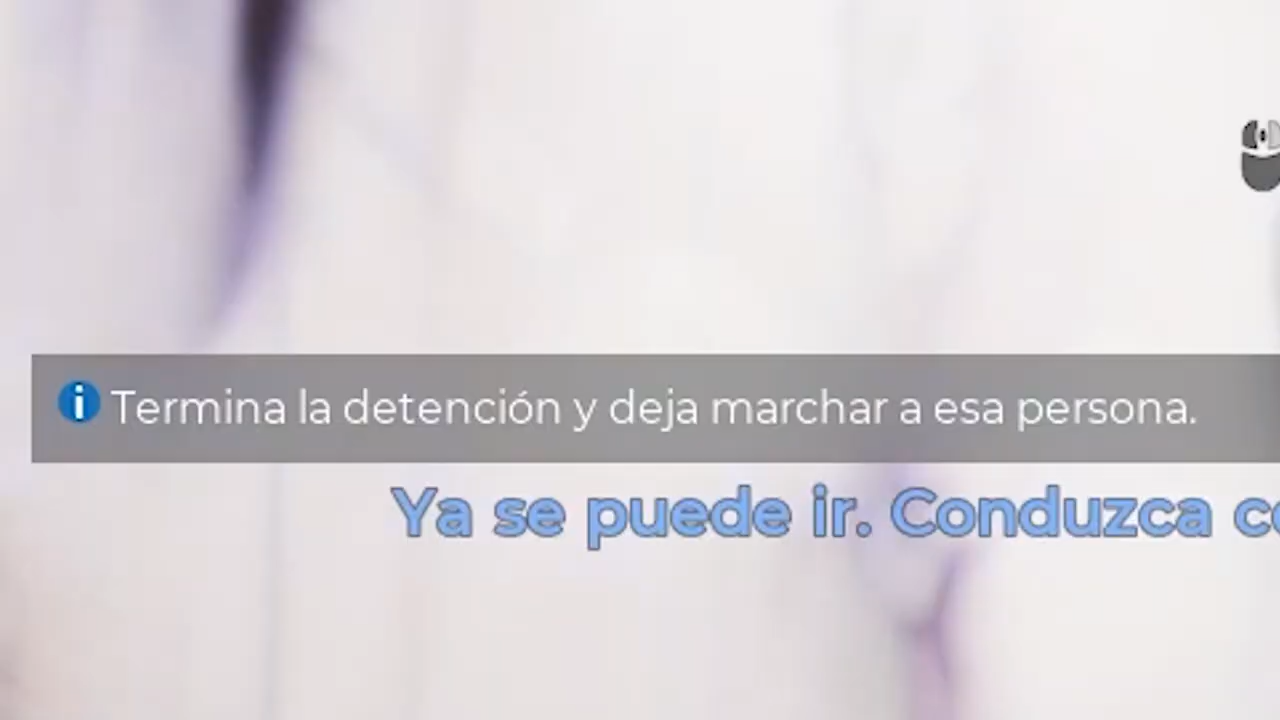 Termina la detención y deja marchar a esa persona.
Ya se puede ir. Conduzca